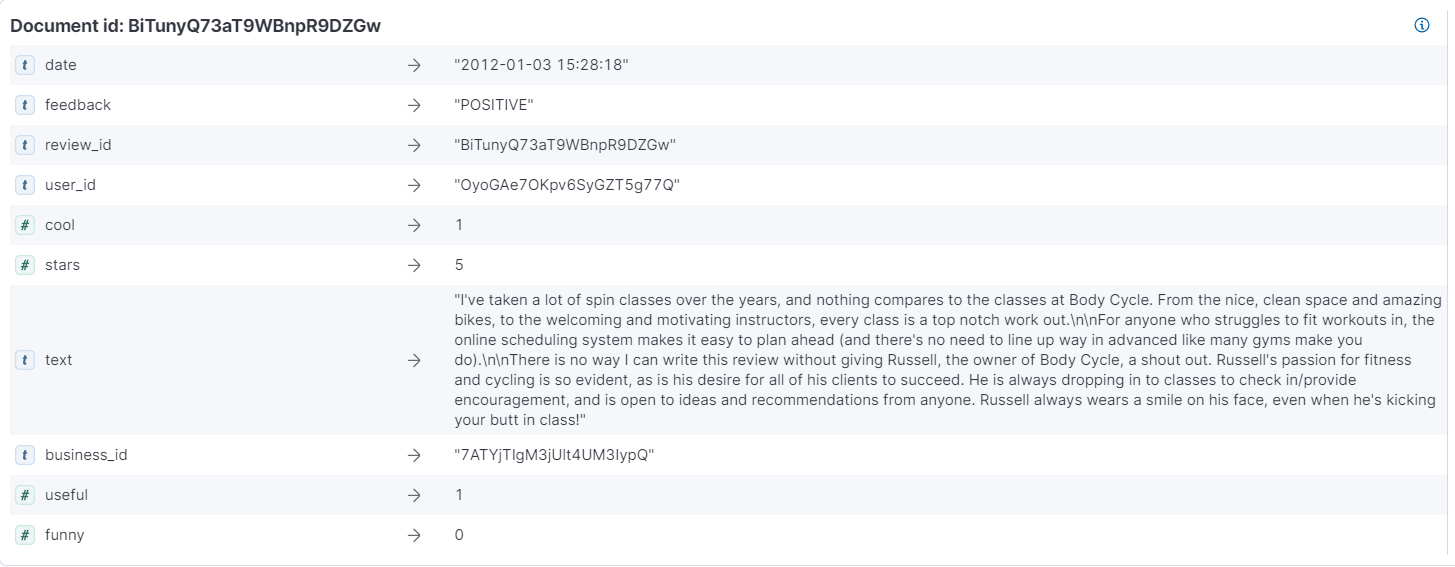 Document id: BiTunyQ73aT9WBnpR9DZGw
t date → "2012-01-03 15:28:18"
t feedback → "POSITIVE"
t review_id → "BiTunyQ73aT9WBnpR9DZGw"
t user_id → "OyoGAe7OKpv6SyGZT5g77Q"
# cool → 1
# stars → 5
t text → "I've taken a lot of spin classes over the years, and nothing compares to the classes at Body Cycle. From the nice, clean space and amazing
bikes, to the welcoming and motivating instructors, every class is a top notch work out.\n\nFor anyone who struggles to fit workouts in, the
online scheduling system makes it easy to plan ahead (and there's no need to line up way in advanced like many gyms make you
do).\n\nThere is no way I can write this review without giving Russell, the owner of Body Cycle, a shout out. Russell's passion for fitness
and cycling is so evident, as is his desire for all of his clients to succeed. He is always dropping in to classes to check in/provide
encouragement, and is open to ideas and recommendations from anyone. Russell always wears a smile on his face, even when he's kicking
your butt in class!"
t business_id → "7ATYjTIgM3jUlt4UM3IypQ"
# useful → 1
# funny → 0